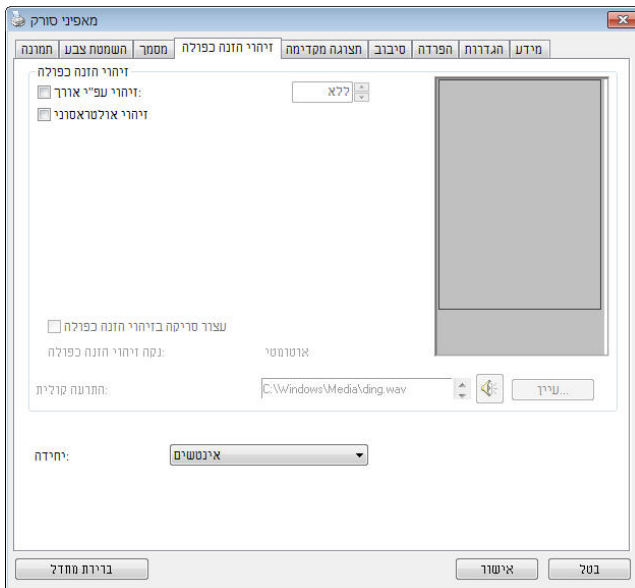 מאפיני סורק
תמונה השמטת צבע מסמך זיהוי הזנה כפולה תצוגה מקדימה סיבוב הפרדה הגדרות מידע
זיהוי הזנה כפולה
זיהוי עפ"י אורך: ללא
זיהוי אולטראסוני
עצור סריקה בזיהוי הזנה כפולה
נקה זיהוי הזנה כפולה: אוטומטי
התרעה קולית: C:\Windows\Media\ding.wav עיין...
יחידה: אינטשים
ברירת מחדל אישור בטל